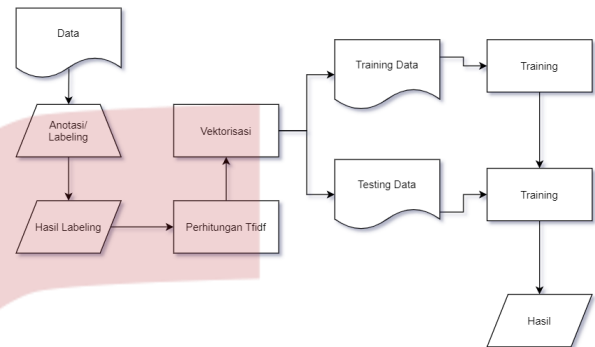 Data
Anotasi/
Labeling
Hasil Labeling
Perhitungan Tfidf
Vektorisasi
Training Data
Training
Testing Data
Training
Hasil